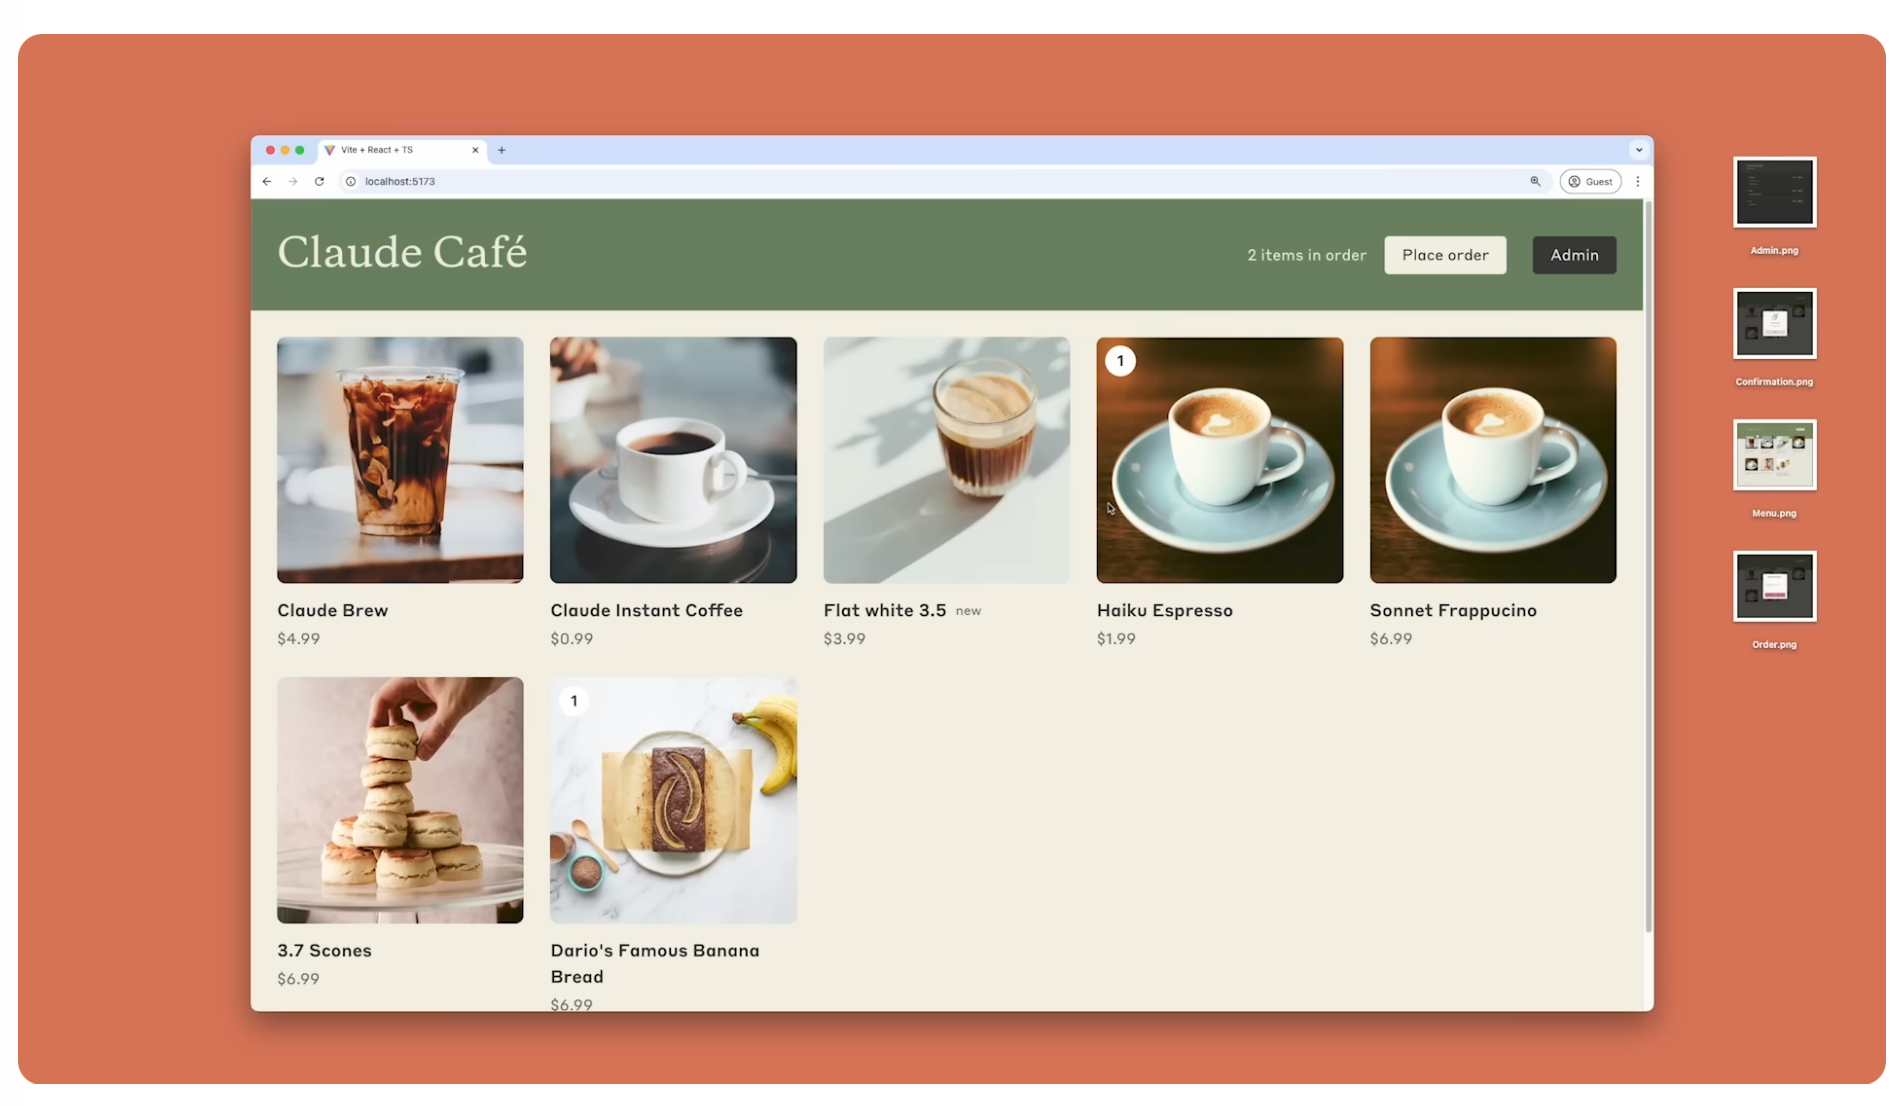 Vite + React + TS
localhost:5173
Guest
Claude Café
2 items in order
Place order
Admin
1
Claude Brew
$4.99
Claude Instant Coffee
$0.99
Flat white 3.5 new
$3.99
Haiku Espresso
$1.99
Sonnet Frappucino
$6.99
1
3.7 Scones
$6.99
Dario's Famous Banana
Bread
$6.99
Admin.png
Confirmation.png
Menu.png
Order.png